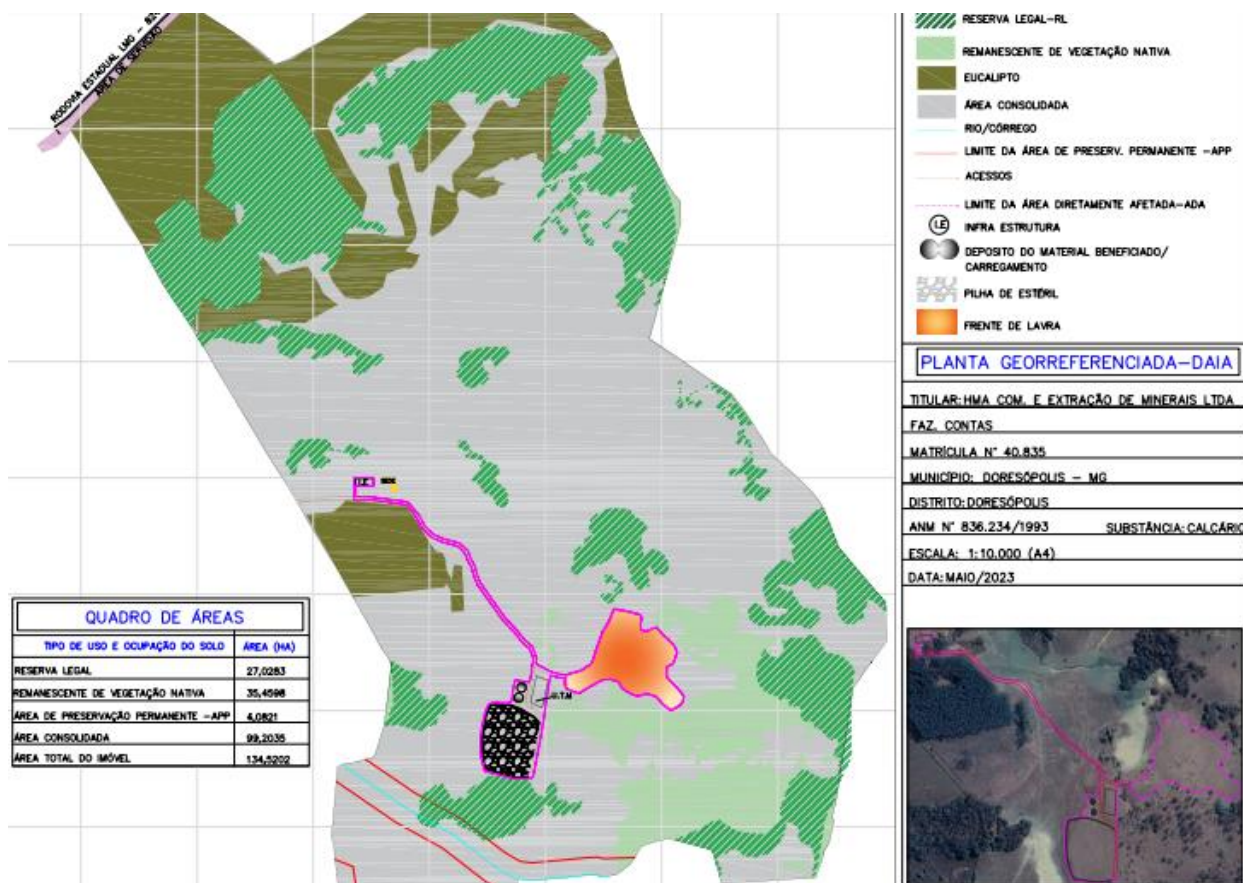 RODOVIA ESTADUAL LMG - 82
ÁREA DE SERVIDÃO
RESERVA LEGAL-RL
REMANESCENTE DE VEGETAÇÃO NATIVA
EUCALIPTO
ÁREA CONSOLIDADA
RIO/CÓRREGO
LIMITE DA ÁREA DE PRESERV. PERMANENTE -APP
ACESSOS
LIMITE DA ÁREA DIRETAMENTE AFETADA-ADA
I.E
INFRA ESTRUTURA
DEPOSITO DO MATERIAL BENEFICIADO/
CARREGAMENTO
PILHA DE ESTÉRIL
FRENTE DE LAVRA
PLANTA GEORREFERENCIADA-DAIA
TITULAR: HMA COM. E EXTRAÇÃO DE MINERAIS LTDA
FAZ. CONTAS
MATRÍCULA N° 40.835
MUNICÍPIO: DORESÓPOLIS - MG
DISTRITO: DORESÓPOLIS
ANM N° 836.234/1993 SUBSTÂNCIA: CALCÁRIO
ESCALA: 1:10.000 (A4)
DATA: MAIO/2023
I.E
U.T.M
QUADRO DE ÁREAS
TIPO DE USO E OCUPAÇÃO DO SOLO ÁREA (HA)
RESERVA LEGAL 27,0283
REMANESCENTE DE VEGETAÇÃO NATIVA 35,4598
ÁREA DE PRESERVAÇÃO PERMANENTE -APP 4,0821
ÁREA CONSOLIDADA 99,2035
ÁREA TOTAL DO IMÓVEL 134,5202